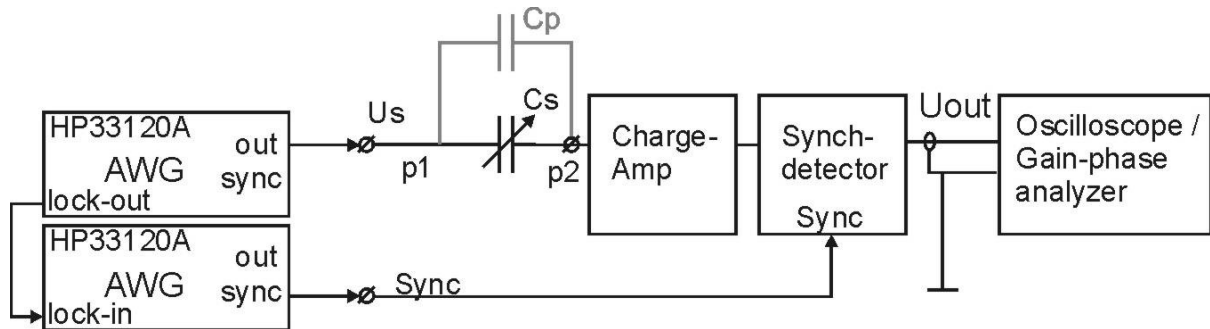 Cp
Us
Cs
p1
p2
HP33120A
out
AWG
sync
lock-out
HP33120A
out
AWG
sync
lock-in
Sync
Charge-
Amp
Synch-
detector
Sync
Uout
Oscilloscope /
Gain-phase
analyzer